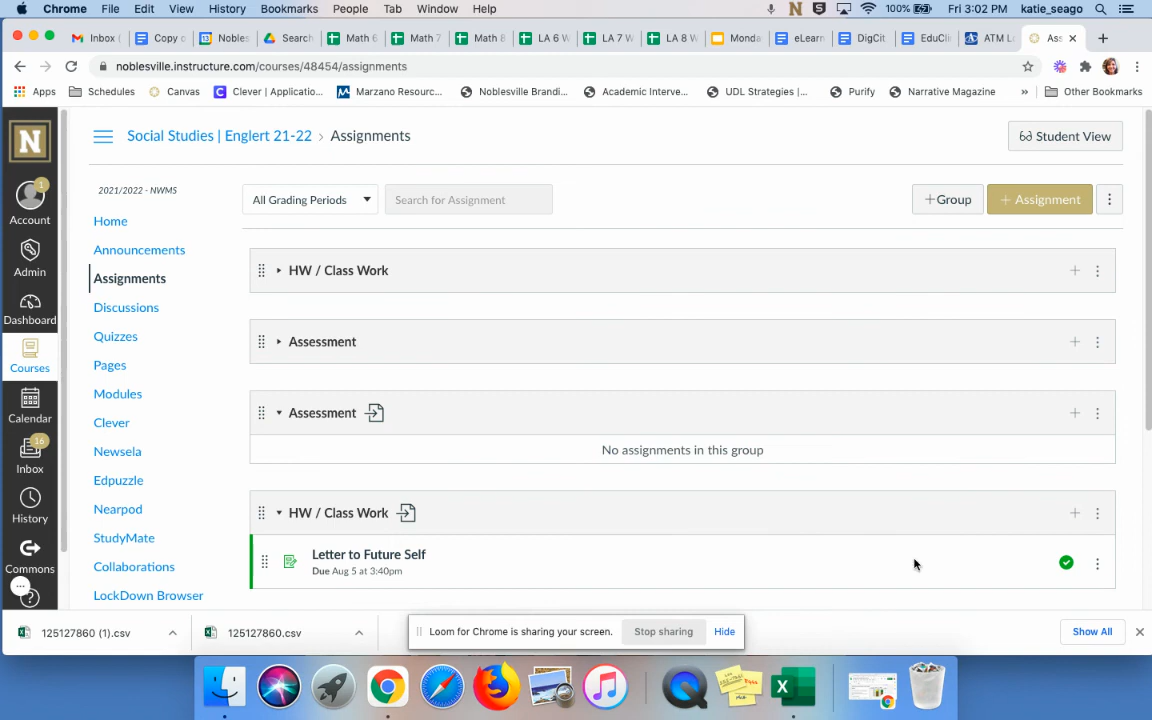 Chrome File Edit View History Bookmarks People Tab Window Help
100% Fri 3:02 PM katie_seago
Inbox ( Copy o Nobles Search Math 6 Math 7 Math 8 LA 6 W LA 7 W LA 8 W Monda eLearn DigCit EduCli ATM L Ass
noblesville.instructure.com/courses/48454/assignments
Apps Schedules Canvas Clever | Applicatio... Marzano Resourc... Noblesville Brandi... Academic Interve... UDL Strategies |... Purify Narrative Magazine » Other Bookmarks
N
Social Studies | Englert 21-22 › Assignments
Student View
2021/2022 - NWMS
All Grading Periods
Search for Assignment
+ Group
+ Assignment
1
Account
Admin
Dashboard
Courses
Calendar
16
Inbox
History
Commons
?
Home
Announcements
Assignments
Discussions
Quizzes
Pages
Modules
Clever
Newsela
Edpuzzle
Nearpod
StudyMate
Collaborations
LockDown Browser
HW / Class Work
Assessment
Assessment
No assignments in this group
HW / Class Work
Letter to Future Self
Due Aug 5 at 3:40pm
125127860 (1).csv
125127860.csv
Loom for Chrome is sharing your screen. Stop sharing Hide
Show All